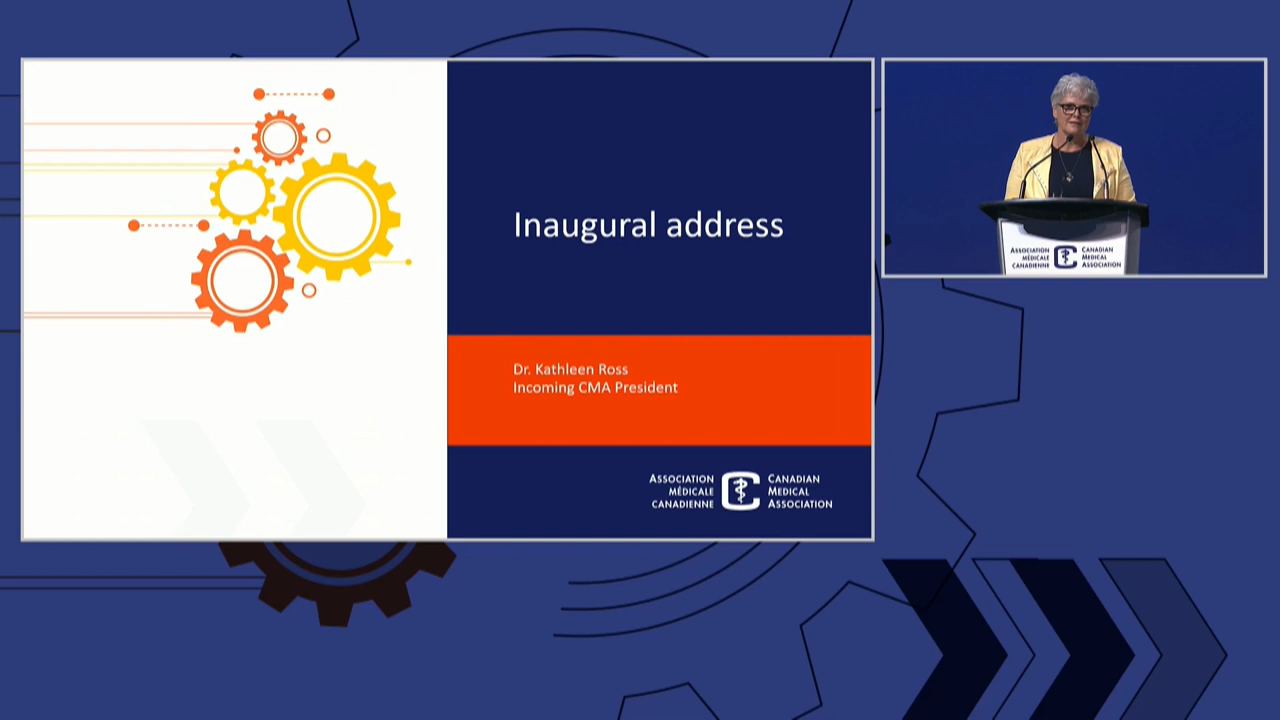 Inaugural address
Dr. Kathleen Ross
Incoming CMA President
ASSOCIATION
MÉDICALE
CANADIENNE
CANADIAN
MEDICAL
ASSOCIATION
ASSOCIATION
MÉDICALE
CANADIENNE
CANADIAN
MEDICAL
ASSOCIATION